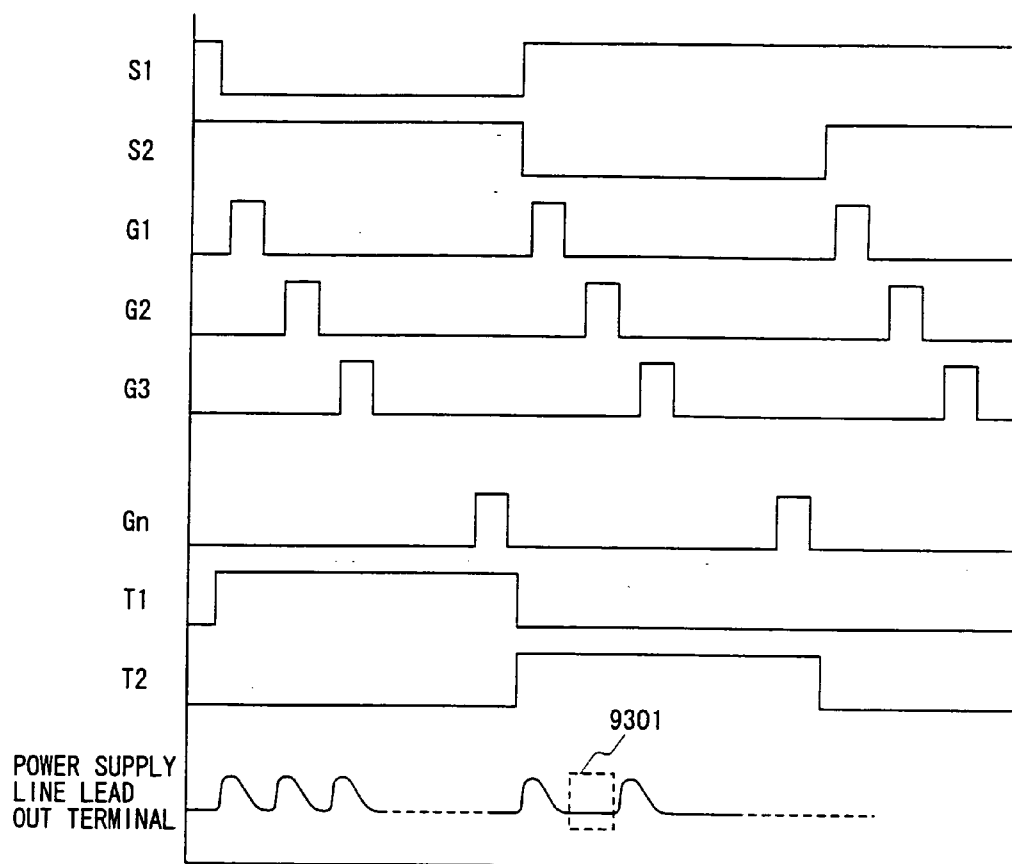 S1
S2
G1
G2
G3
Gn
T1
T2
9301
POWER SUPPLY
LINE LEAD
OUT TERMINAL